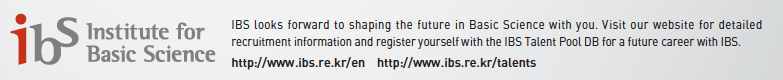 ibS Institute for
Basic Science
IBS looks forward to shaping the future in Basic Science with you. Visit our website for detailed
recruitment information and register yourself with the IBS Talent Pool DB for a future career with IBS.
http://www.ibs.re.kr/en http://www.ibs.re.kr/talents